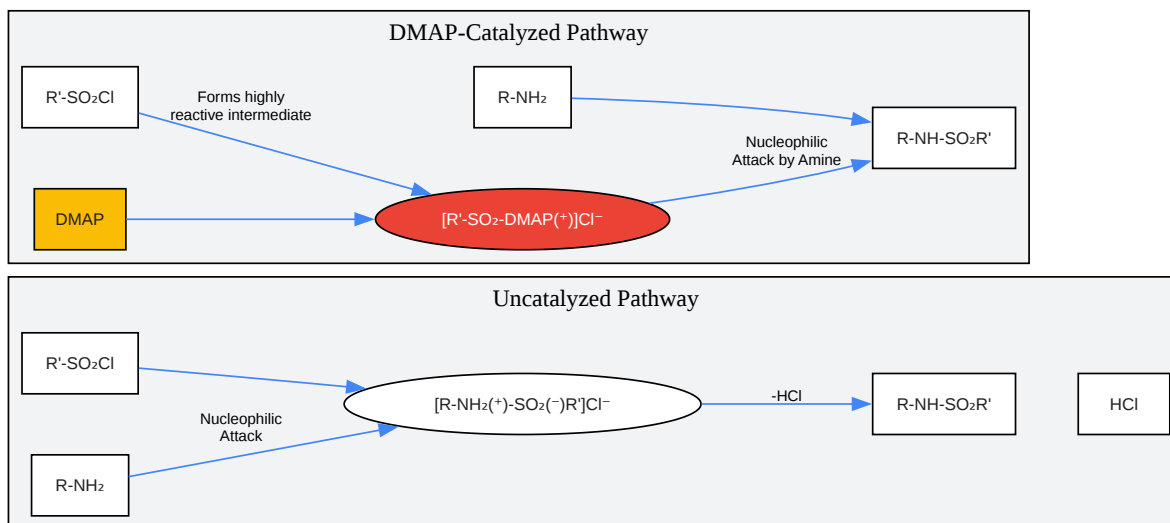 DMAP-Catalyzed Pathway
R'-SO₂Cl
Forms highly
reactive intermediate
R-NH₂
R-NH-SO₂R'
Nucleophilic
Attack by Amine
DMAP
[R'-SO₂-DMAP(⁺)]Cl⁻
Uncatalyzed Pathway
R'-SO₂Cl
Nucleophilic
Attack
R-NH₂
[R-NH₂(⁺)-SO₂(⁻)R']Cl⁻
-HCl
R-NH-SO₂R'
HCl